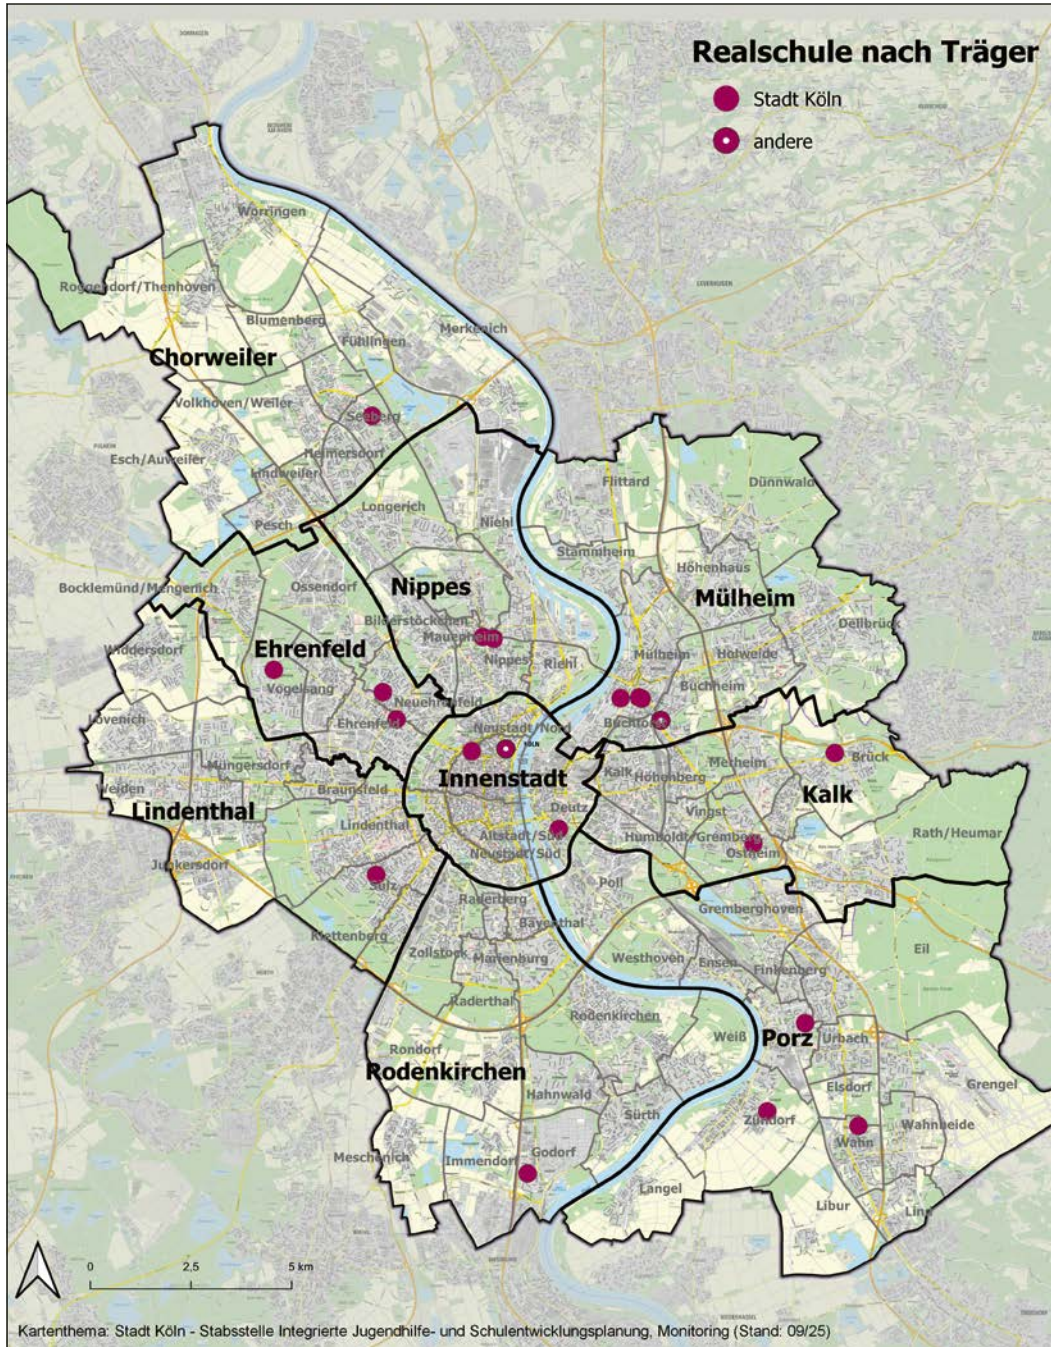 Realschule nach Träger
Stadt Köln
andere
Worringen
Roggendorf/Thenhoven
Blumenberg
Merkenich
Fühlingen
Chorweiler
Volkhoven/Weiler
Seeberg
Heimersdorf
Esch/Auweiler
Lindweiler
Flittard
Dünnwald
Longerich
Pesch
Niehl
Stammheim
Höhenhaus
Bocklemünd/Mengenich
Ossendorf
Nippes
Mülheim
Bilderstöckchen
Mauenheim
Dellbrück
Ehrenfeld
Widdersdorf
Mülheim
Holweide
Nippes
Riehl
Vogelsang
Buchheim
Neuehrenfeld
Lövenich
Ehrenfeld
Neustadt/Nord
Buchforst
KÖLN
Müngersdorf
Merheim
Brück
Innenstadt
Kalk
Höhenberg
Weiden
Braunsfeld
Kalk
Lindenthal
Deutz
Vingst
Lindenthal
Altstadt/Süd
Humboldt/Gremberg
Rath/Heumar
Neustadt/Süd
Ostheim
Junkersdorf
Sülz
Poll
Raderberg
Gremberghoven
Bayenthal
Klettenberg
Zollstock
Eil
Marienburg
Westhoven
Ensen
Finkenberg
Raderthal
Rodenkirchen
Weiß
Porz
Urbach
Rondorf
Rodenkirchen
Elsdorf
Grengel
Hahnwald
Sürth
Zündorf
Wahnheide
Wahn
Meschenich
Immendorf
Godorf
Langel
Libur
Lind
0
2,5
5 km
Kartenthema: Stadt Köln - Stabsstelle Integrierte Jugendhilfe- und Schulentwicklungsplanung, Monitoring (Stand: 09/25)